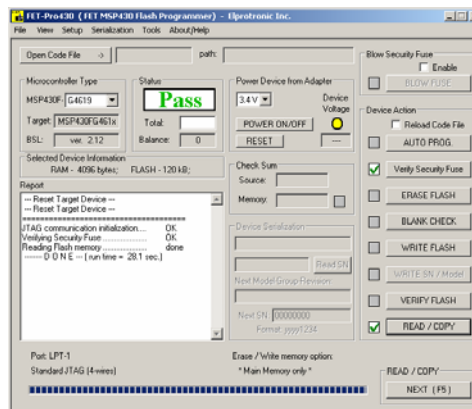 FET-Pro430 (FET MSP430 Flash Programmer) - Elprotronic Inc.
File View Setup Serialization Tools About/Help
Open Code File -> path:
Microcontroller Type
MSP430F- G4619
Target: MSP430FG461x
BSL: ver. 2.12
Status
Pass
Total:
Balance: 0
Power Device from Adapter
3.4 V Device Voltage
POWER ON/OFF
RESET ---
Selected Device Information
RAM - 4096 bytes; FLASH - 120 kB;
Report
--- Reset Target Device ---
--- Reset Target Device ---
JTAG communication initialization.... OK
Verifying Security Fuse ............... OK
Reading Flash memory ............... done
------- D O N E --- ( run time = 28.1 sec.)
Check Sum
Source:
Memory:
Device Serialization
Read SN
Next Model-Group-Revision:
Next SN: 00000000
Format: yyyy1234
Blow Security Fuse
Enable
BLOW FUSE
Device Action
Reload Code File
AUTO PROG.
Verify Security Fuse
ERASE FLASH
BLANK CHECK
WRITE FLASH
WRITE SN / Model
VERIFY FLASH
READ / COPY
Port: LPT-1
Standard JTAG (4-wires)
Erase / Write memory option:
* Main Memory only *
READ / COPY
NEXT (F5)